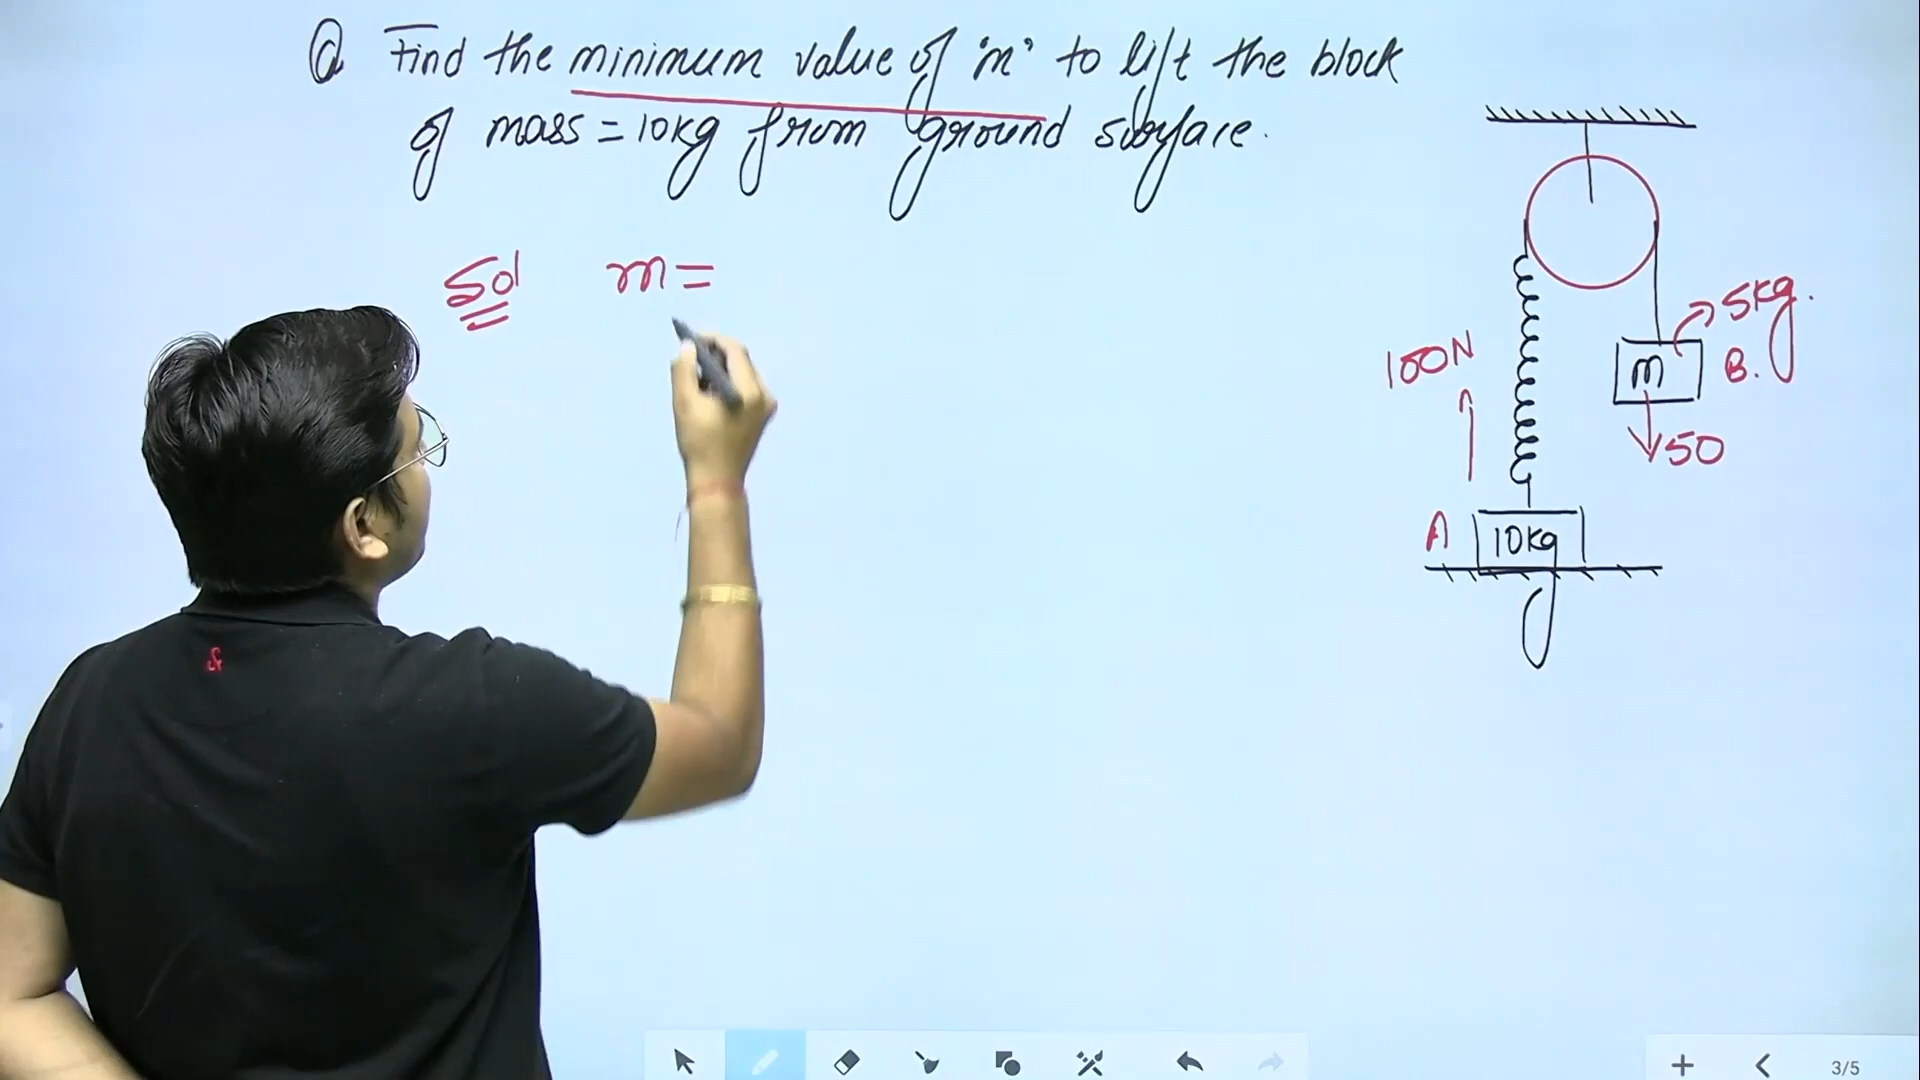 Q Find the minimum value of 'm' to lift the block
of mass = 10kg from ground surface.
Sol m =
5kg.
100N
m B.
50
A 10kg
3/5